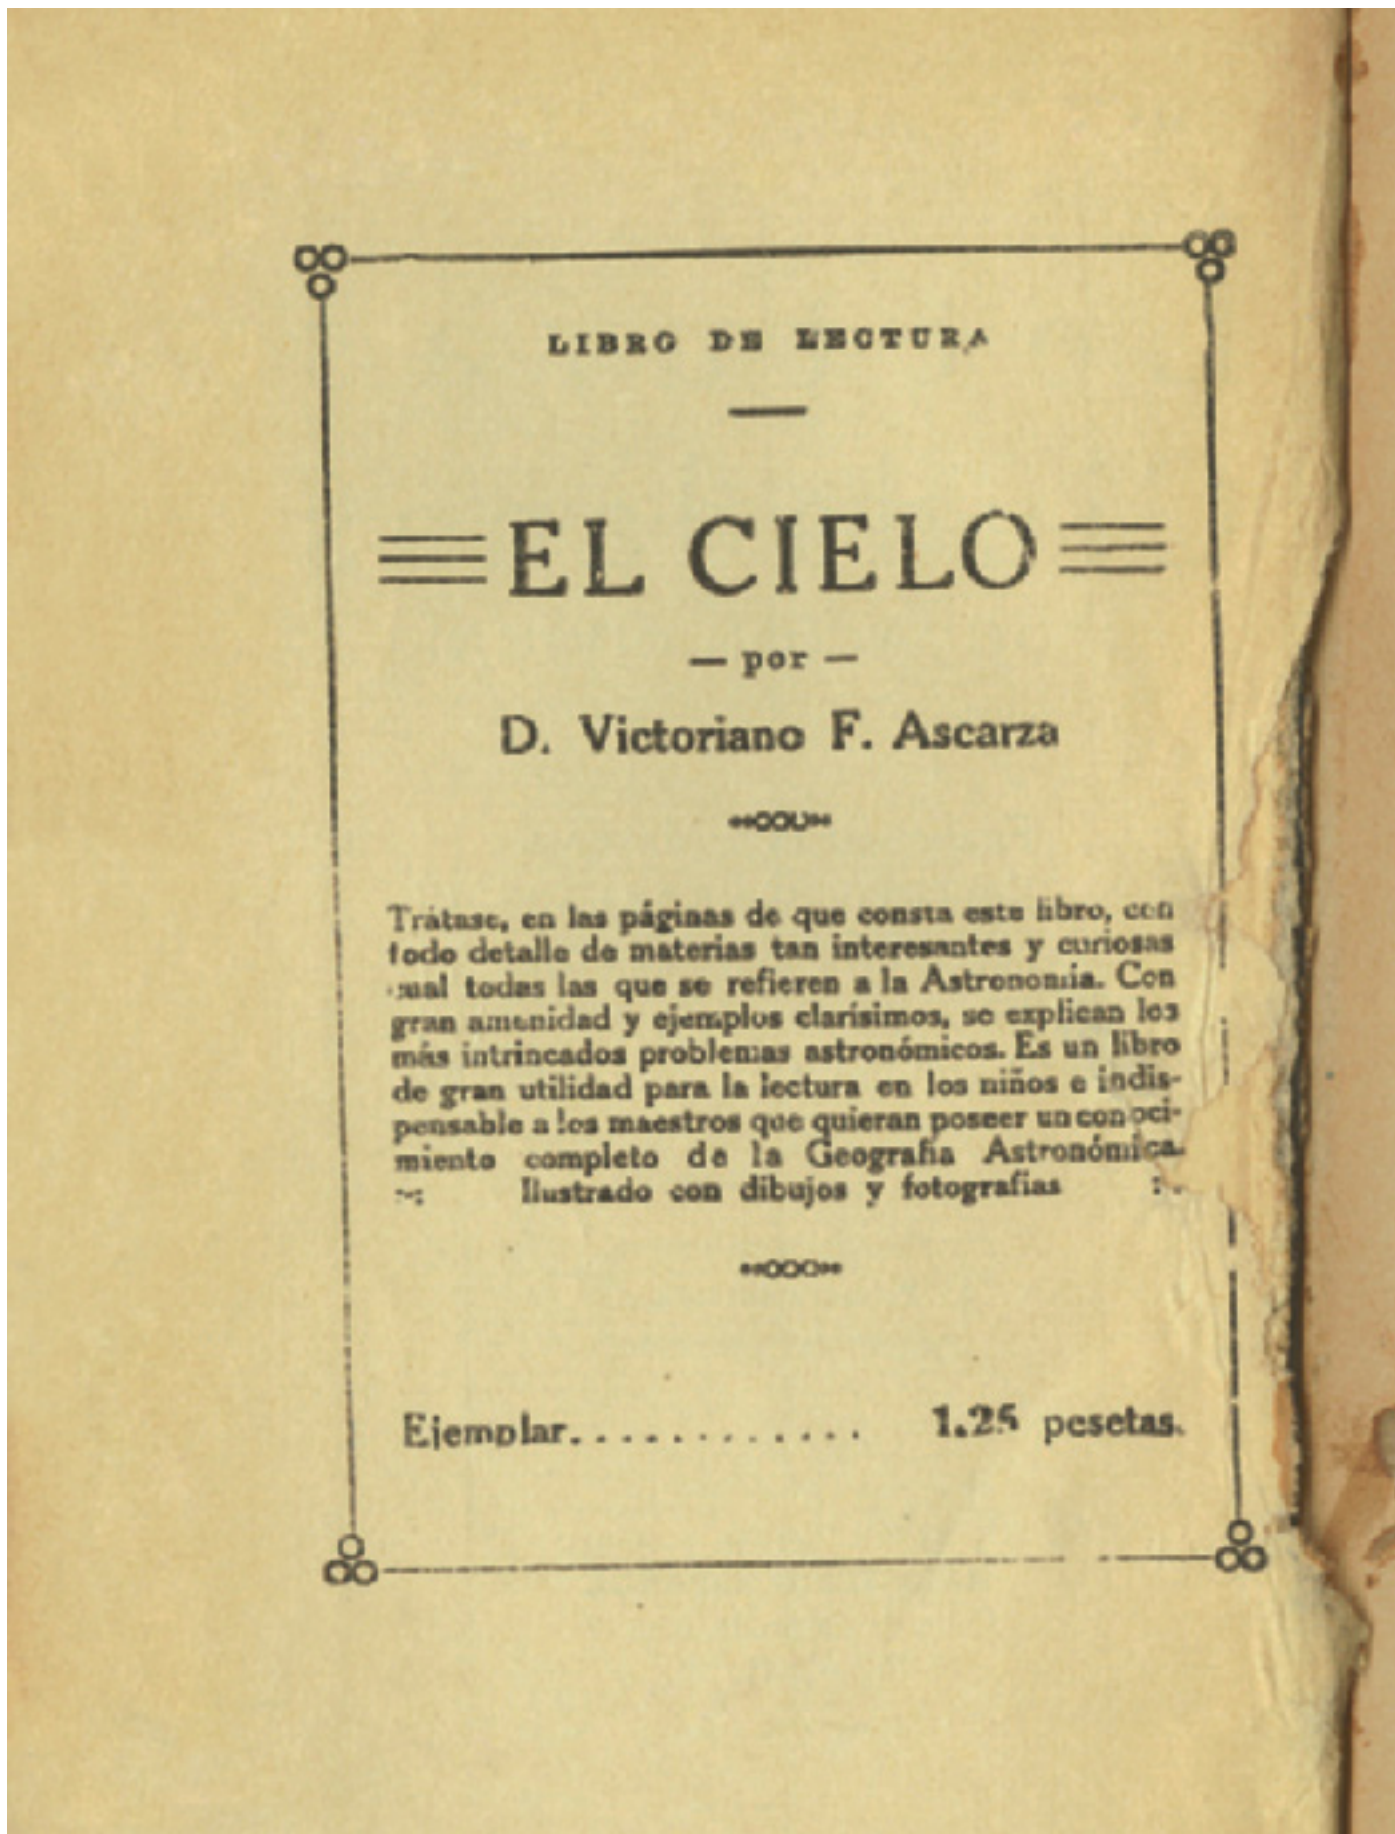 LIBRO DE LECTURA
EL CIELO
— por —
D. Victoriano F. Ascarza
Trátase, en las páginas de que consta este libro, con
todo detalle de materias tan interesantes y curiosas
cual todas las que se refieren a la Astronomía. Con
gran amenidad y ejemplos clarísimos, se explican los
más intrincados problemas astronómicos. Es un libro
de gran utilidad para la lectura en los niños e indis-
pensable a los maestros que quieran poseer un conoci-
miento completo de la Geografía Astronómica.
Ilustrado con dibujos y fotografías
Ejemplar............ 1.25 pesetas.